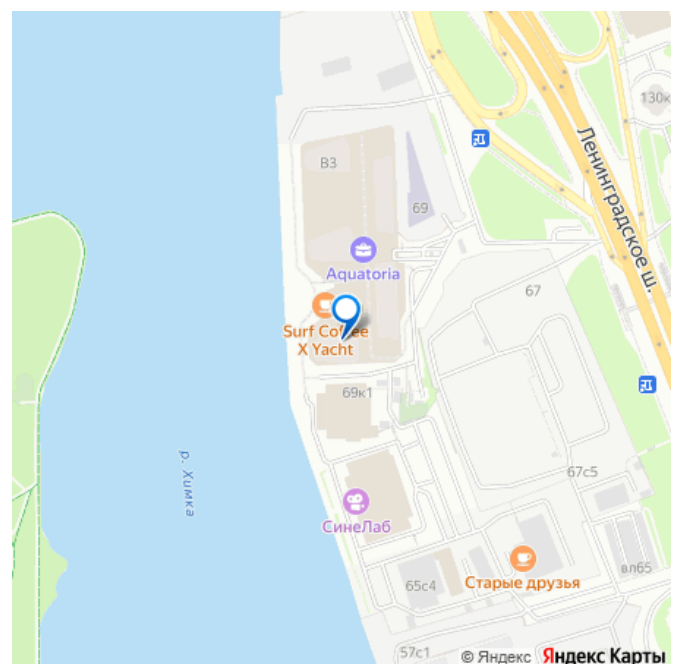 130к
Ленинградское ш.
В3
69
Aquatoria
67
Surf Coffee
X Yacht
69к1
р. Химка
67с5
СинеЛаб
вл65
Старые друзья
65с4
57с1
© Яндекс Яндекс Карты